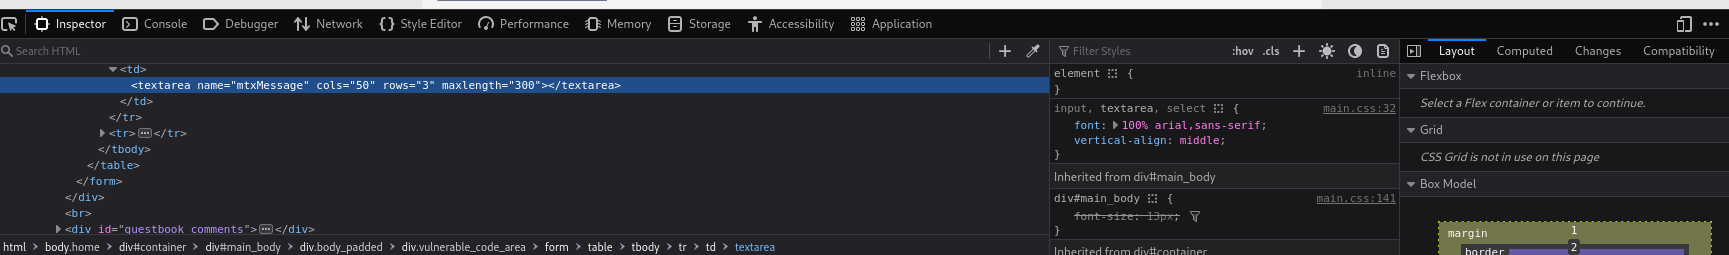 Inspector Console Debugger Network {} Style Editor Performance Memory Storage Accessibility Application
Search HTML
<td>
<textarea name="mtxMessage" cols="50" rows="3" maxlength="300"></textarea>
</td>
</tr>
<tr></tr>
</tbody>
</table>
</form>
</div>
<br>
<div id="guestbook_comments"></div>
html > body.home > div#container > div#main_body > div.body_padded > div.vulnerable_code_area > form > table > tbody > tr > td > textarea
Filter Styles :hov .cls +
element { inline
}
input, textarea, select { main.css:32
font: 100% arial,sans-serif;
vertical-align: middle;
}
Inherited from div#main_body
div#main_body { main.css:141
font-size: 13px;
}
Inherited from div#container
Layout Computed Changes Compatibility
Flexbox
Select a Flex container or item to continue.
Grid
CSS Grid is not in use on this page
Box Model
margin 1
border 2